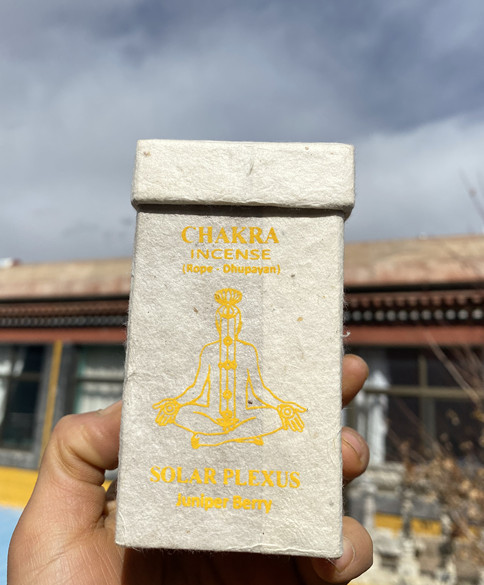 CHAKRA
INCENSE
(Rope - Dhupayan)
SOLAR PLEXUS
Juniper Berry